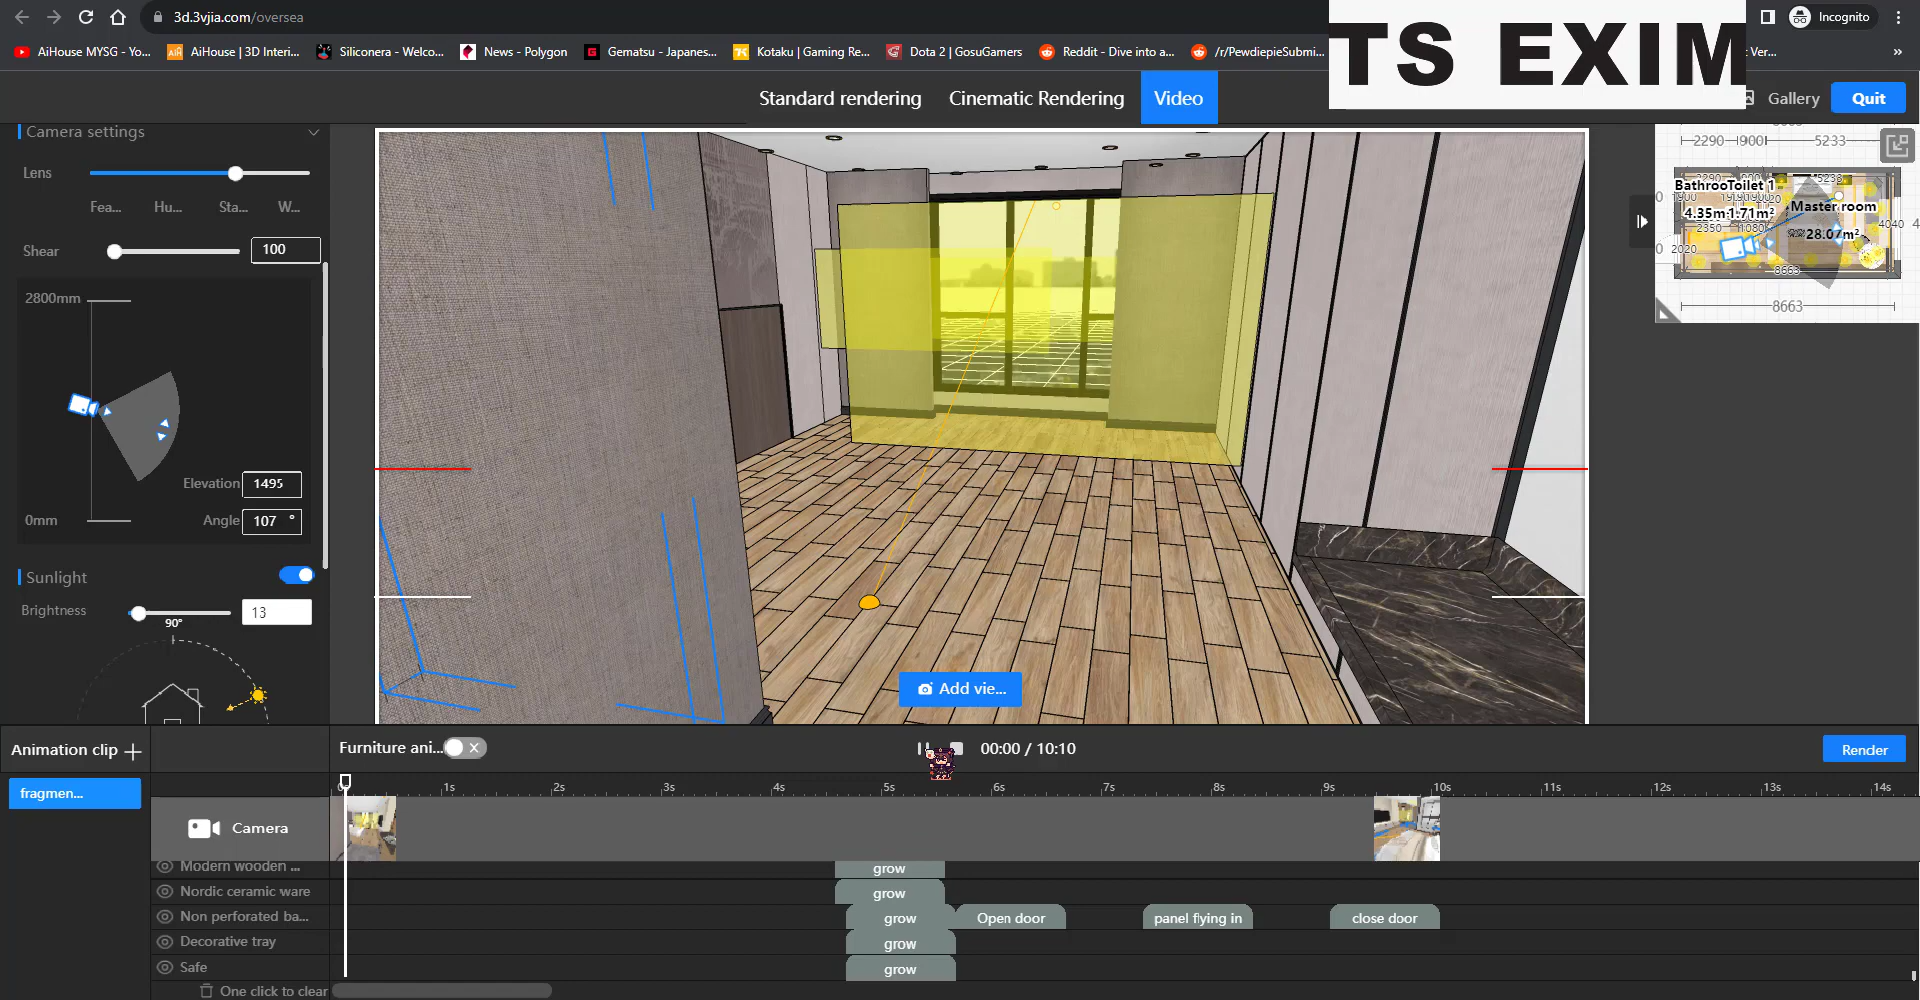 3d.3vjia.com/oversea
Incognito
AiHouse MYSG - Yo...
AiHouse | 3D Interi...
Siliconera - Welco...
News - Polygon
Gematsu - Japanes...
Kotaku | Gaming Re...
Dota 2 | GosuGamers
Reddit - Dive into a...
/r/PewdiepieSubmi...
t Ver...
»
TS EXIM
Standard rendering
Cinematic Rendering
Video
Gallery
Quit
Camera settings
Lens
Fea...
Hu...
Sta...
W...
Shear
100
2800mm
Elevation
1495
0mm
Angle
107 °
Sunlight
Brightness
13
90°
2290
900
5233
BathrooToilet 1
4.35m
1.71m²
Master room
28.07m²
4040
2350
1080
2020
8663
8663
Add vie...
Animation clip
Furniture ani...
00:00 / 10:10
Render
fragmen...
1s
2s
3s
4s
5s
6s
7s
8s
9s
10s
11s
12s
13s
14s
Camera
Modern wooden ...
grow
Nordic ceramic ware
grow
Non perforated ba...
grow
Open door
panel flying in
close door
Decorative tray
grow
Safe
grow
One click to clear